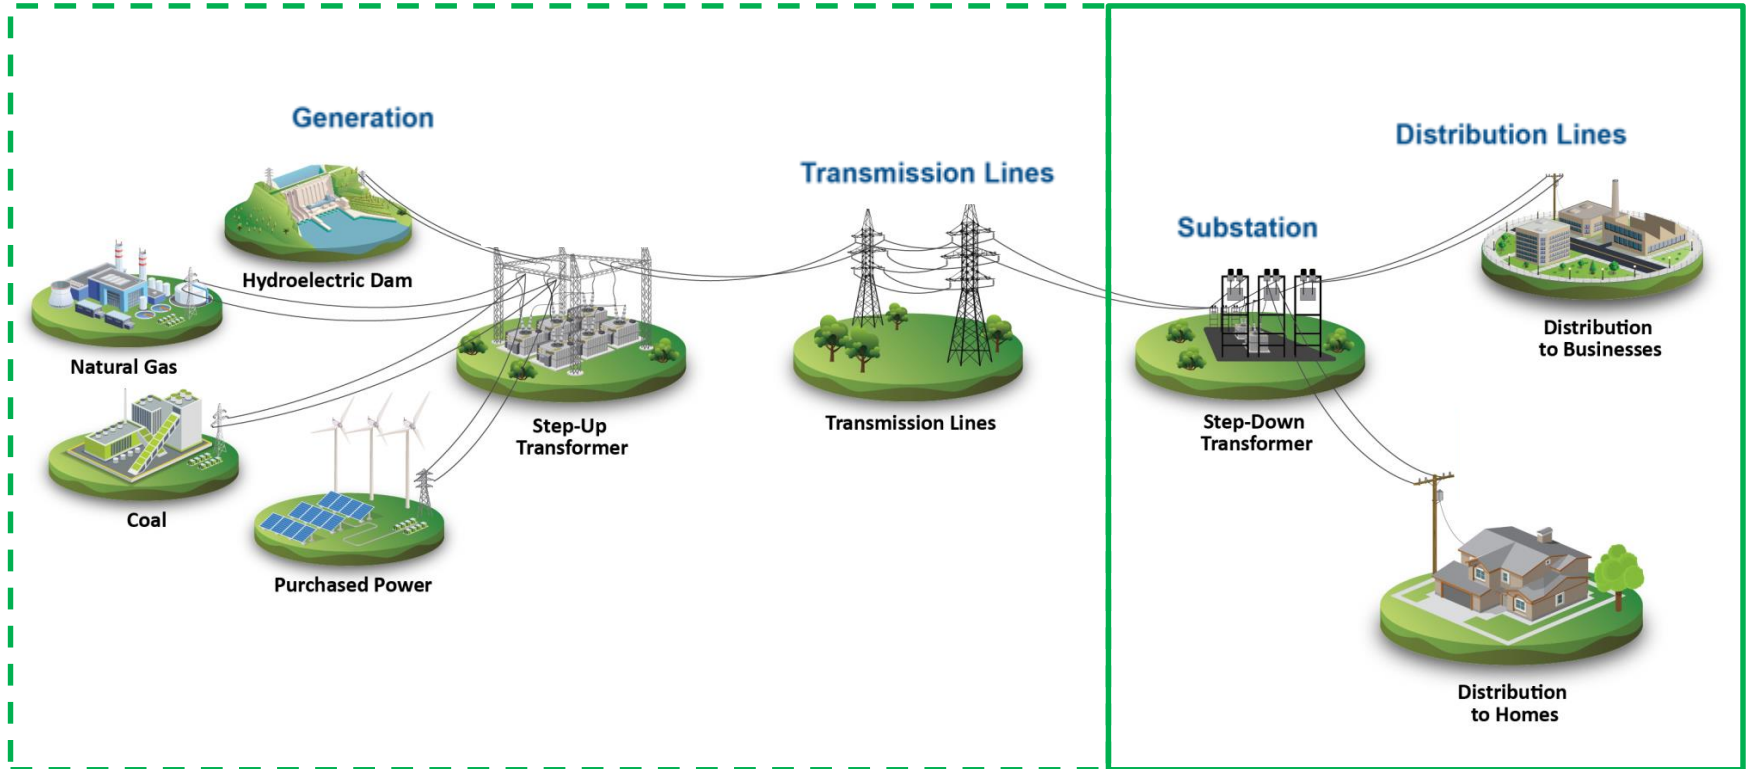 Generation
Hydroelectric Dam
Natural Gas
Coal
Purchased Power
Step-Up
Transformer
Transmission Lines
Transmission Lines
Substation
Step-Down
Transformer
Distribution Lines
Distribution
to Businesses
Distribution
to Homes